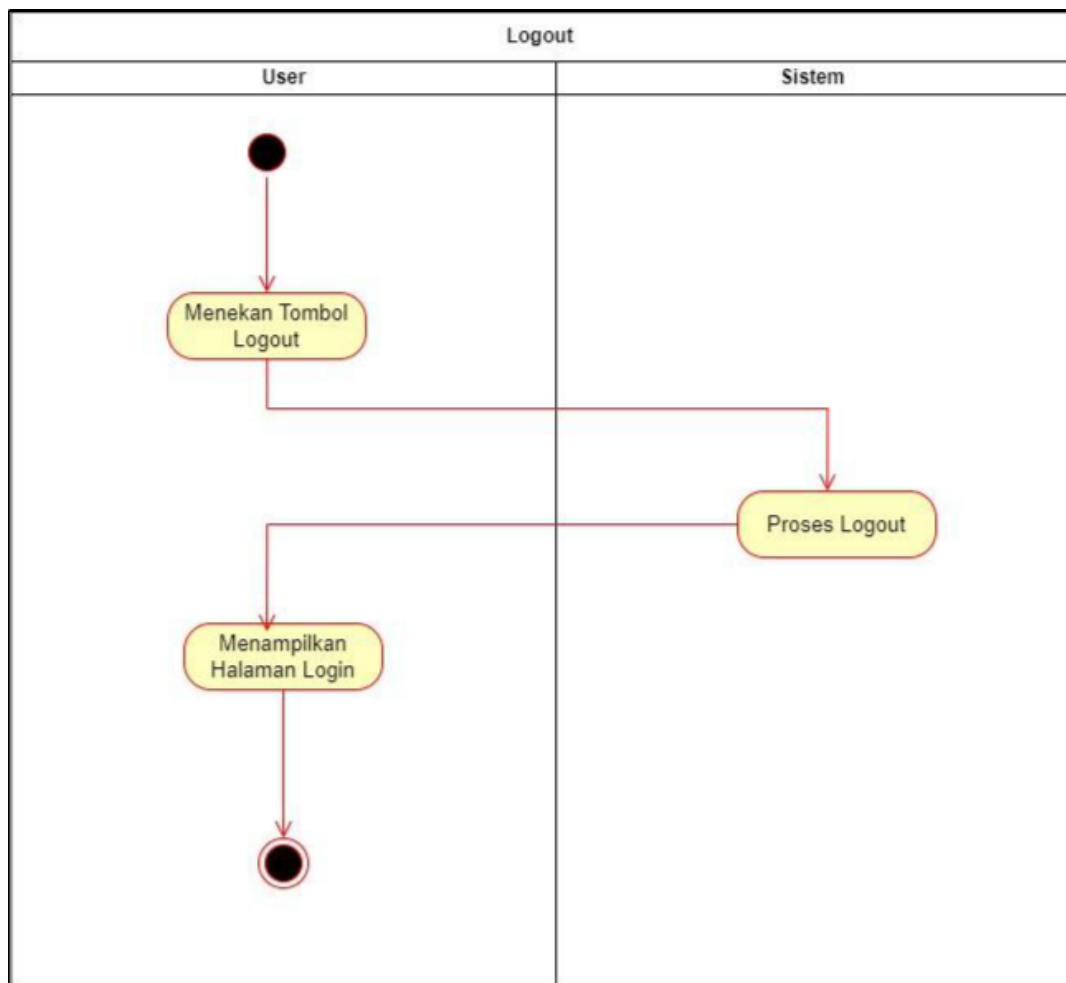 Logout
User
Sistem
Menekan Tombol
Logout
Proses Logout
Menampilkan
Halaman Login